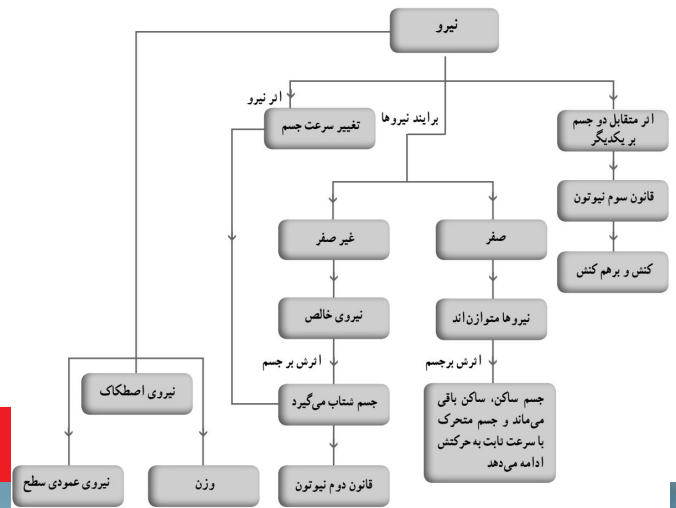 نیرو
اثر نیرو
تغییر سرعت جسم
برآیند نیروها
اثر متقابل دو جسم
بر یکدیگر
قانون سوم نیوتون
کنش و برهم کنش
غیر صفر
صفر
نیروی خالص
نیروها متوازن‌اند
اثرش بر جسم
اثرش برجسم
جسم شتاب می‌گیرد
جسم ساکن، ساکن باقی
می‌ماند و جسم متحرک
با سرعت ثابت به حرکتش
ادامه می‌دهد
قانون دوم نیوتون
نیروی اصطکاک
وزن
نیروی عمودی سطح